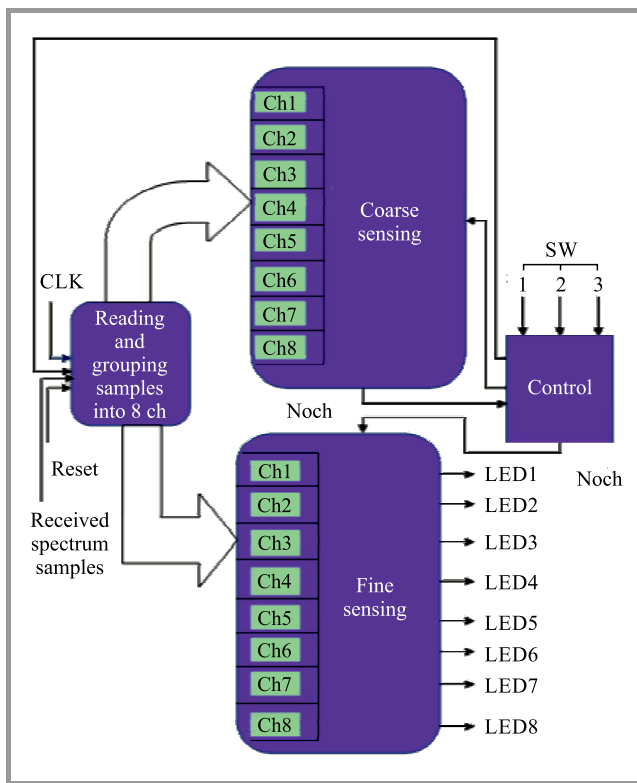 Ch1
Ch2
Ch3
Ch4
Ch5
Ch6
Ch7
Ch8
Coarse
sensing
SW
1 2 3
Control
CLK
Reading
and
grouping
samples
into 8 ch
Reset
Received
spectrum
samples
Noch
Noch
Ch1
Ch2
Ch3
Ch4
Ch5
Ch6
Ch7
Ch8
Fine
sensing
LED1
LED2
LED3
LED4
LED5
LED6
LED7
LED8